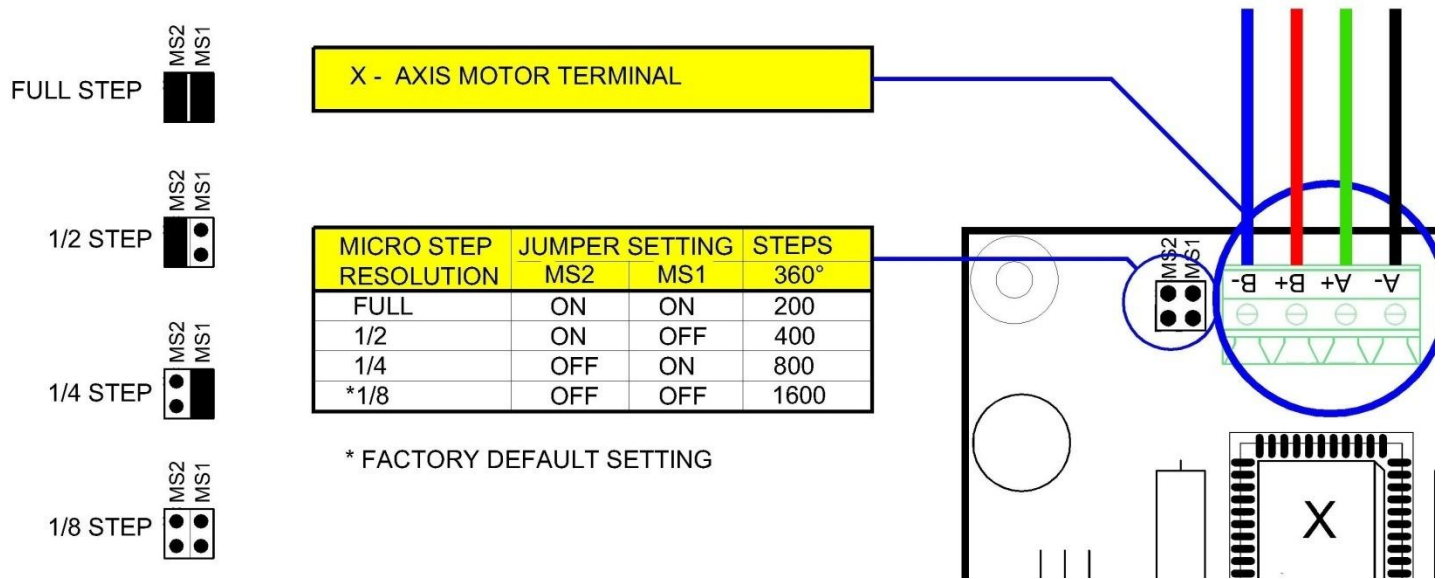 MS2
MS1
FULL STEP
MS2
MS1
1/2 STEP
MS2
MS1
1/4 STEP
MS2
MS1
1/8 STEP
X - AXIS MOTOR TERMINAL
MICRO STEP RESOLUTION JUMPER SETTING STEPS
MS2 MS1 360°
FULL ON ON 200
1/2 ON OFF 400
1/4 OFF ON 800
*1/8 OFF OFF 1600
* FACTORY DEFAULT SETTING
MS2
MS1
B- B+ A+ A-
X